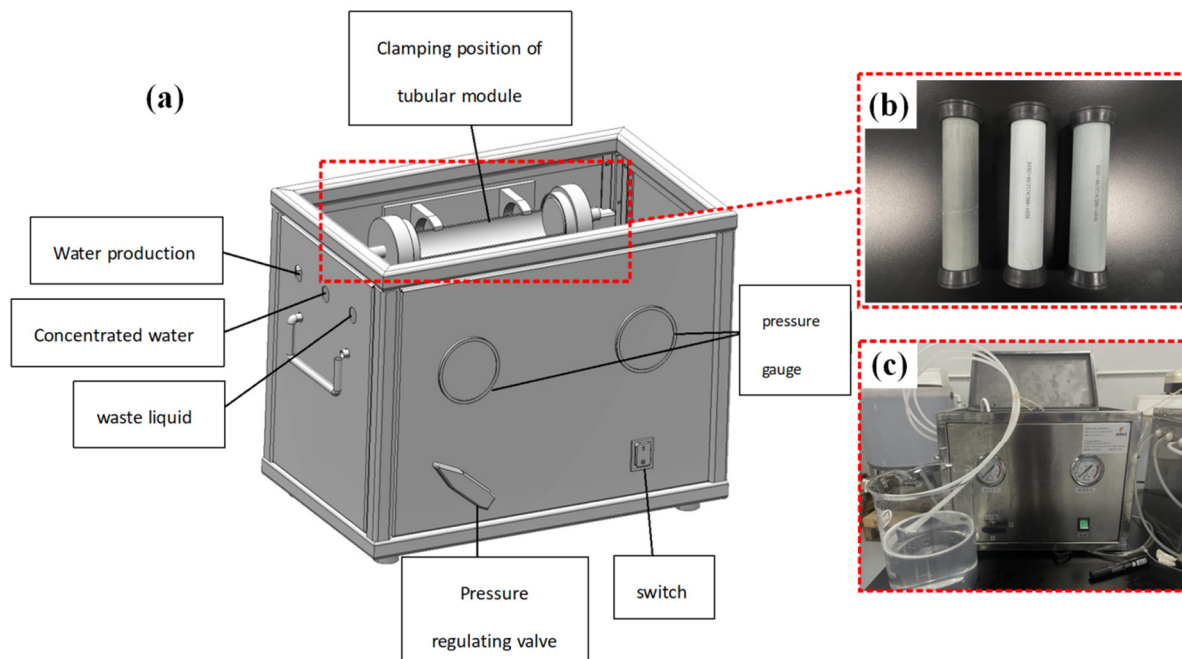 (a)
Clamping position of
tubular module
Water production
Concentrated water
waste liquid
pressure
gauge
Pressure
regulating valve
switch
(b)
(c)